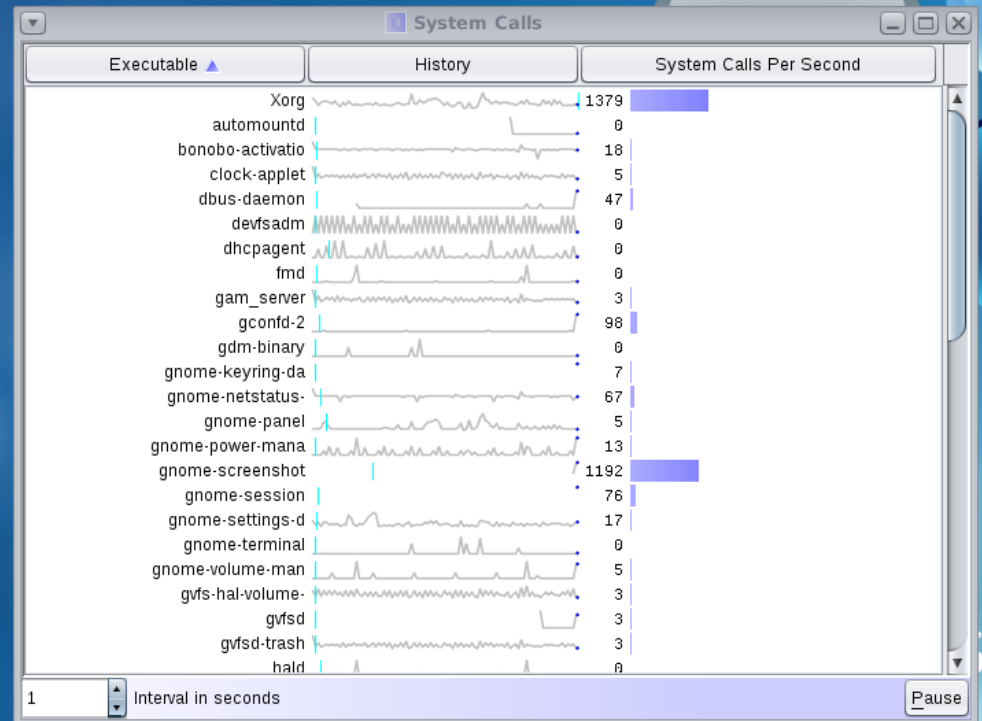 System Calls
Executable History System Calls Per Second
Xorg 1379
automountd 0
bonobo-activatio 18
clock-applet 5
dbus-daemon 47
devfsadm 0
dhcpagent 0
fmd 0
gam_server 3
gconfd-2 98
gdm-binary 0
gnome-keyring-da 7
gnome-netstatus- 67
gnome-panel 5
gnome-power-mana 13
gnome-screenshot 1192
gnome-session 76
gnome-settings-d 17
gnome-terminal 0
gnome-volume-man 5
gvfs-hal-volume- 3
gvfsd 3
gvfsd-trash 3
hald 0
1 Interval in seconds Pause